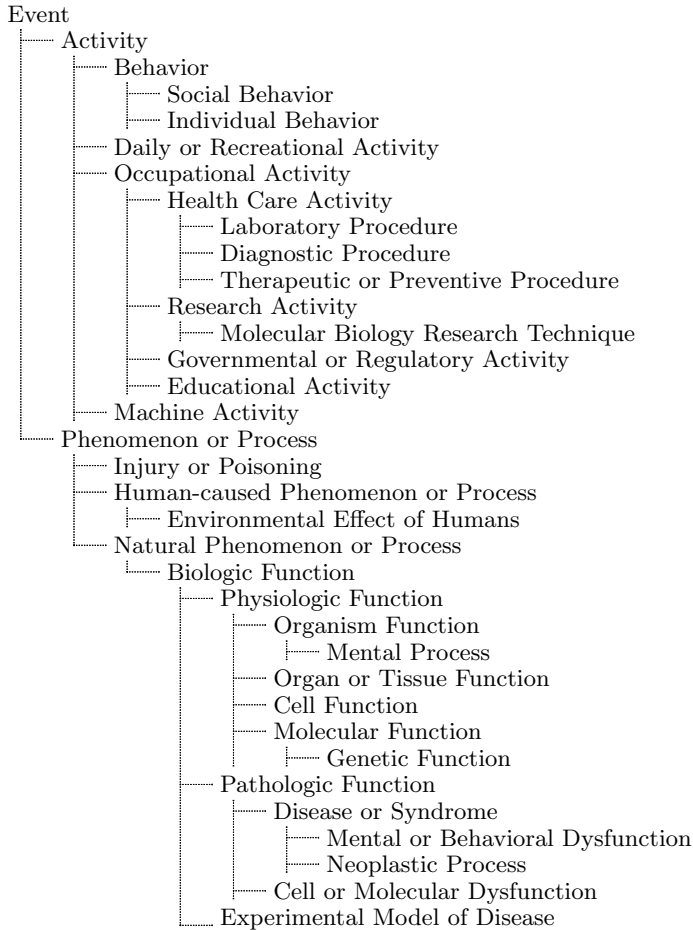 Event
Activity
Behavior
Social Behavior
Individual Behavior
Daily or Recreational Activity
Occupational Activity
Health Care Activity
Laboratory Procedure
Diagnostic Procedure
Therapeutic or Preventive Procedure
Research Activity
Molecular Biology Research Technique
Governmental or Regulatory Activity
Educational Activity
Machine Activity
Phenomenon or Process
Injury or Poisoning
Human-caused Phenomenon or Process
Environmental Effect of Humans
Natural Phenomenon or Process
Biologic Function
Physiologic Function
Organism Function
Mental Process
Organ or Tissue Function
Cell Function
Molecular Function
Genetic Function
Pathologic Function
Disease or Syndrome
Mental or Behavioral Dysfunction
Neoplastic Process
Cell or Molecular Dysfunction
Experimental Model of Disease